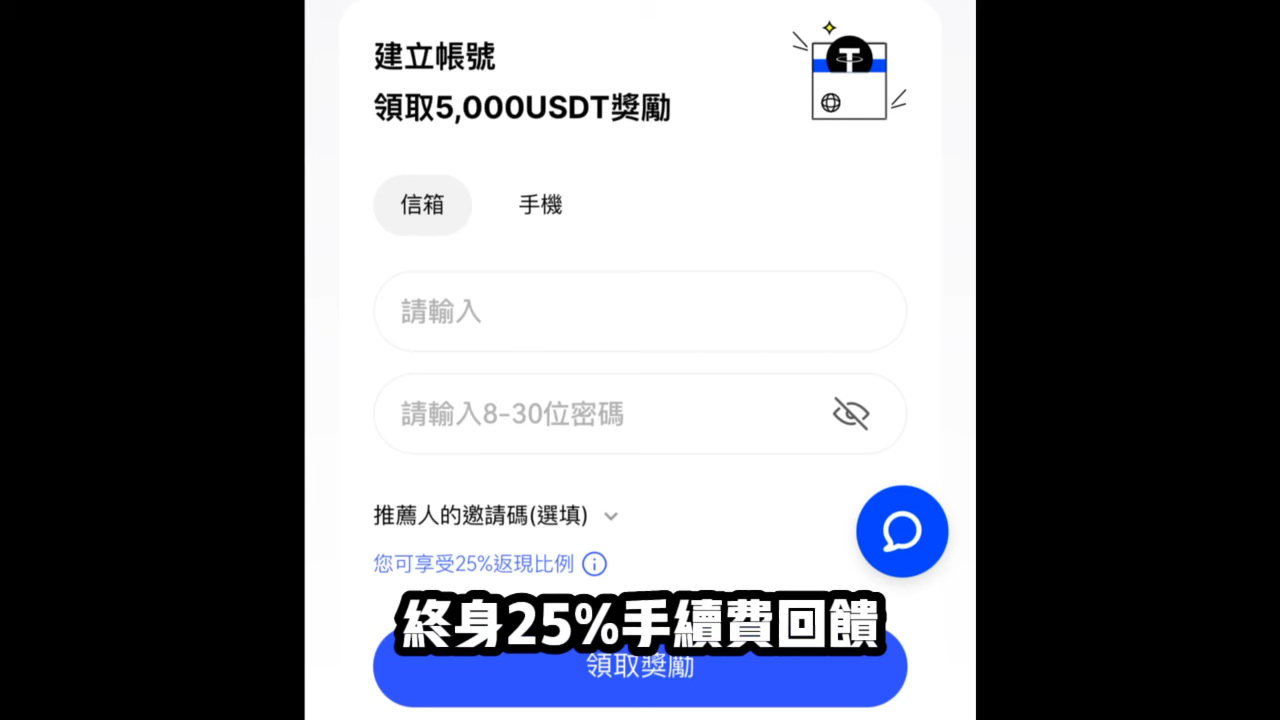 建立帳號
領取5,000USDT獎勵
信箱
手機
請輸入
請輸入8-30位密碼
推薦人的邀請碼(選填)
您可享受25%返現比例
終身25%手續費回饋
領取獎勵